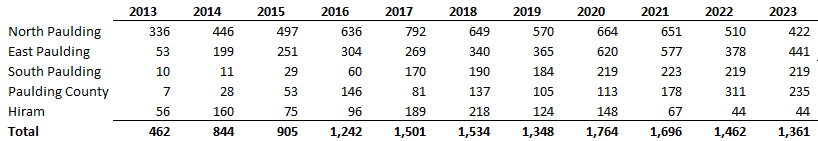 2013 2014 2015 2016 2017 2018 2019 2020 2021 2022 2023
North Paulding 336 446 497 636 792 649 570 664 651 510 422
East Paulding 53 199 251 304 269 340 365 620 577 378 441
South Paulding 10 11 29 60 170 190 184 219 223 219 219
Paulding County 7 28 53 146 81 137 105 113 178 311 235
Hiram 56 160 75 96 189 218 124 148 67 44 44
Total 462 844 905 1,242 1,501 1,534 1,348 1,764 1,696 1,462 1,361